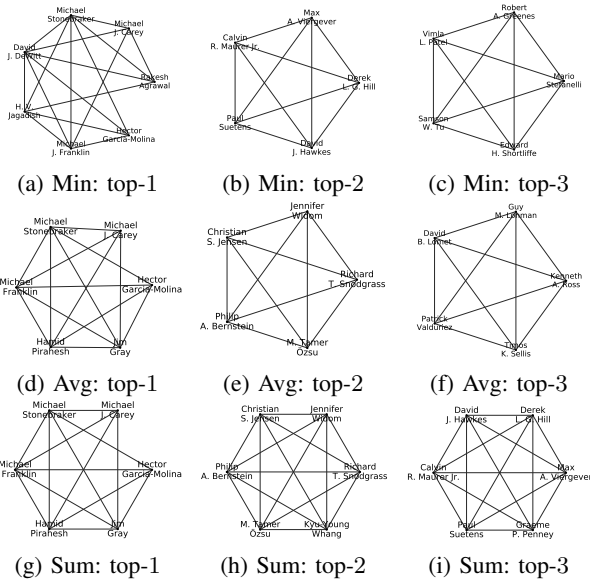 Michael
Stonebraker
Michael
J. Carey
David
J. DeWitt
Rakesh
Agrawal
H. V.
Jagadish
Hector
Garcia-Molina
Michael
J. Franklin
(a) Min: top-1
Max
A. Viergever
Calvin
R. Maurer Jr.
Derek
L. G. Hill
Paul
Suetens
David
J. Hawkes
(b) Min: top-2
Robert
A. Greenes
Vimla
L. Patel
Mario
Stefanelli
Samson
W. Tu
Edward
H. Shortliffe
(c) Min: top-3
Michael
Stonebraker
Michael
J. Carey
Michael
Franklin
Hector
Garcia-Molina
Hamid
Pirahesh
Jim
Gray
(d) Avg: top-1
Jennifer
Widom
Christian
S. Jensen
Richard
T. Snodgrass
Philip
A. Bernstein
M. Tamer
Özsu
(e) Avg: top-2
Guy
M. Lohman
David
B. Lomet
Kenneth
A. Ross
Patrick
Valduriez
Timos
K. Sellis
(f) Avg: top-3
Michael
Stonebraker
Michael
J. Carey
Michael
Franklin
Hector
Garcia-Molina
Hamid
Pirahesh
Jim
Gray
(g) Sum: top-1
Christian
S. Jensen
Jennifer
Widom
Philip
A. Bernstein
Richard
T. Snodgrass
M. Tamer
Özsu
Kyu-Young
Whang
(h) Sum: top-2
David
J. Hawkes
Derek
L. G. Hill
Calvin
R. Maurer Jr.
Max
A. Viergever
Paul
Suetens
Graeme
P. Penney
(i) Sum: top-3